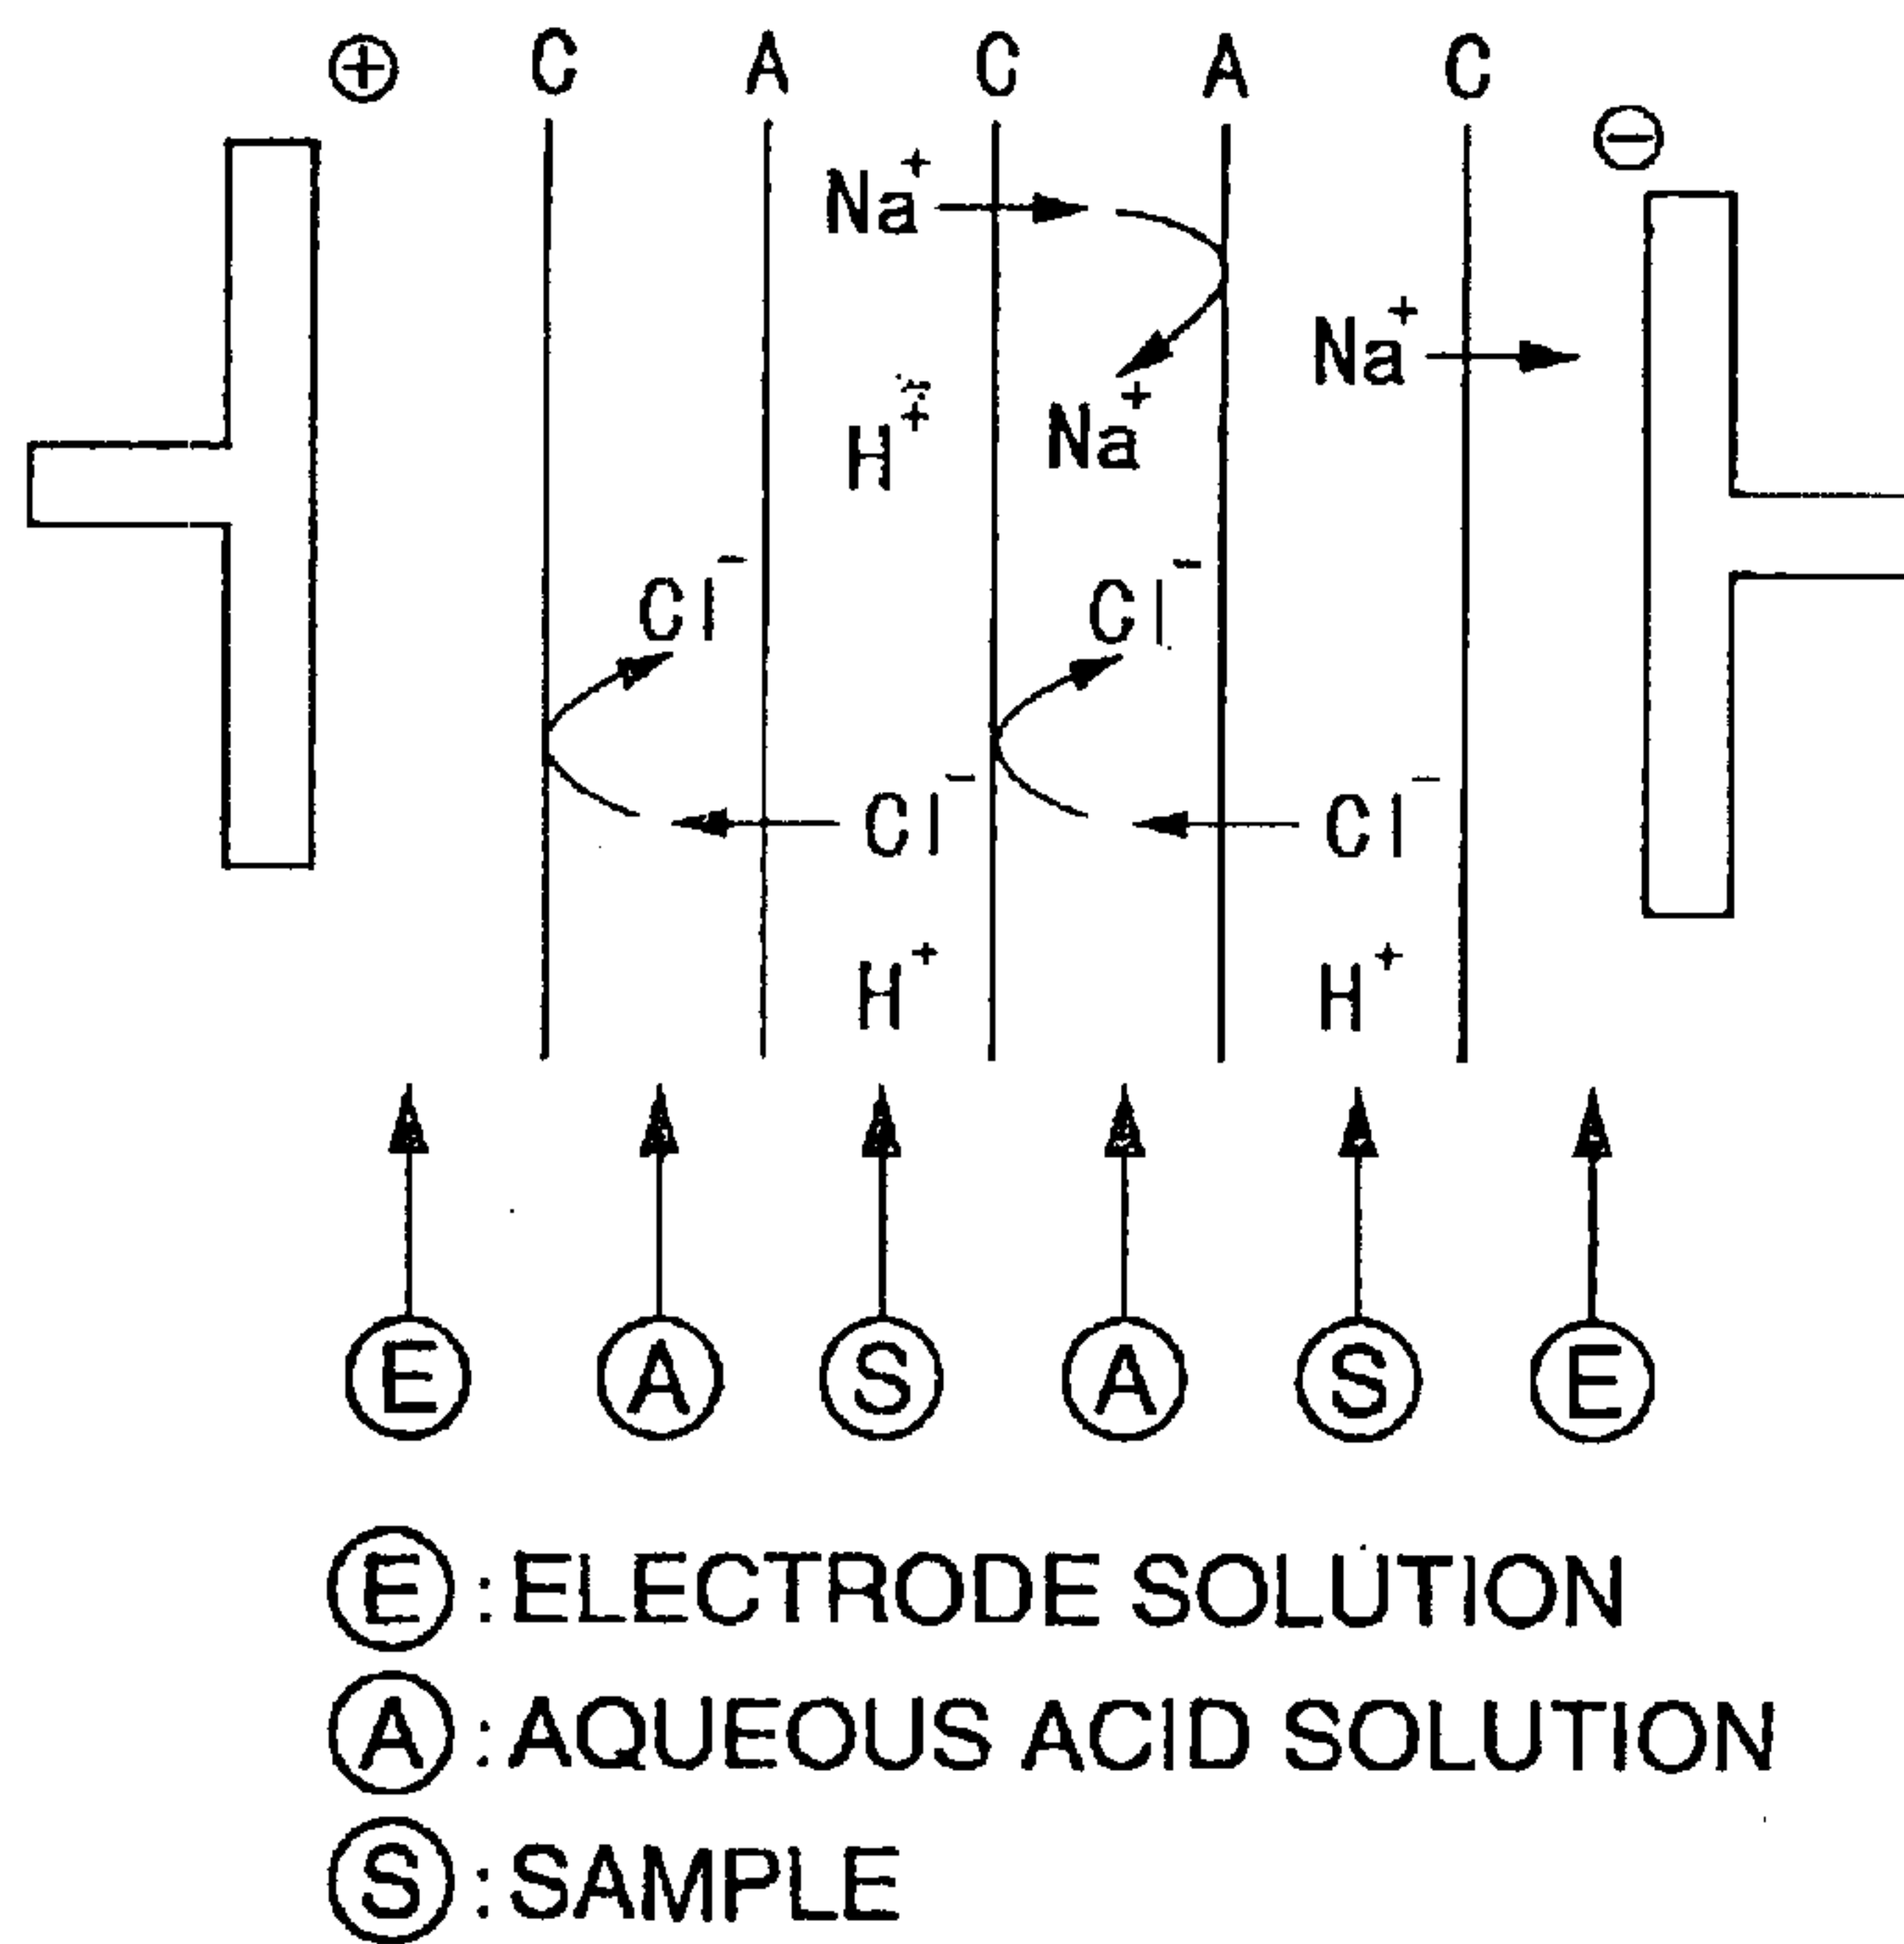 ⊕ C A C A C ⊖
Na⁺
Na⁺
H⁺ Na⁺
Cl⁻ Cl⁻
Cl⁻ Cl⁻
H⁺ H⁺
Ⓔ Ⓐ Ⓢ Ⓐ Ⓢ Ⓔ
Ⓔ: ELECTRODE SOLUTION
Ⓐ: AQUEOUS ACID SOLUTION
Ⓢ: SAMPLE